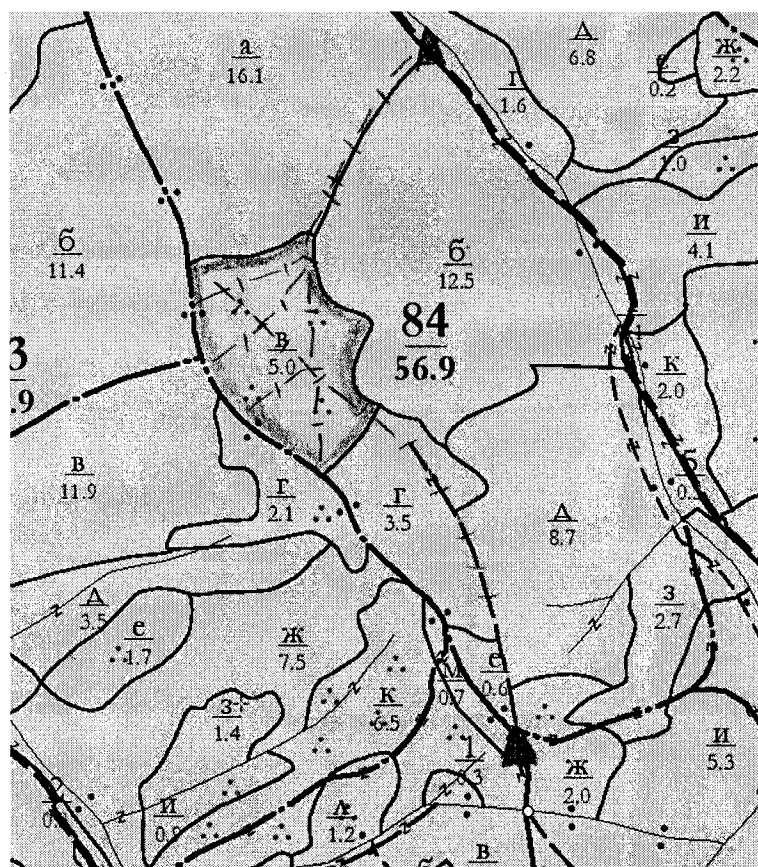 а
16.1
Д
6.8
Ж
2.2
0.2
г
1.6
З
1.0
б
11.4
б
12.5
и
4.1
84
56.9
3
.9
в
5.0
к
2.0
в
11.9
г
2.1
г
3.5
Д
8.7
Б
Д
3.5
е
1.7
ж
7.5
з
2.7
е
0.6
М
0.7
к
6.5
з
1.4
и
5.3
1
ж
2.0
и
0.9
1.2
в